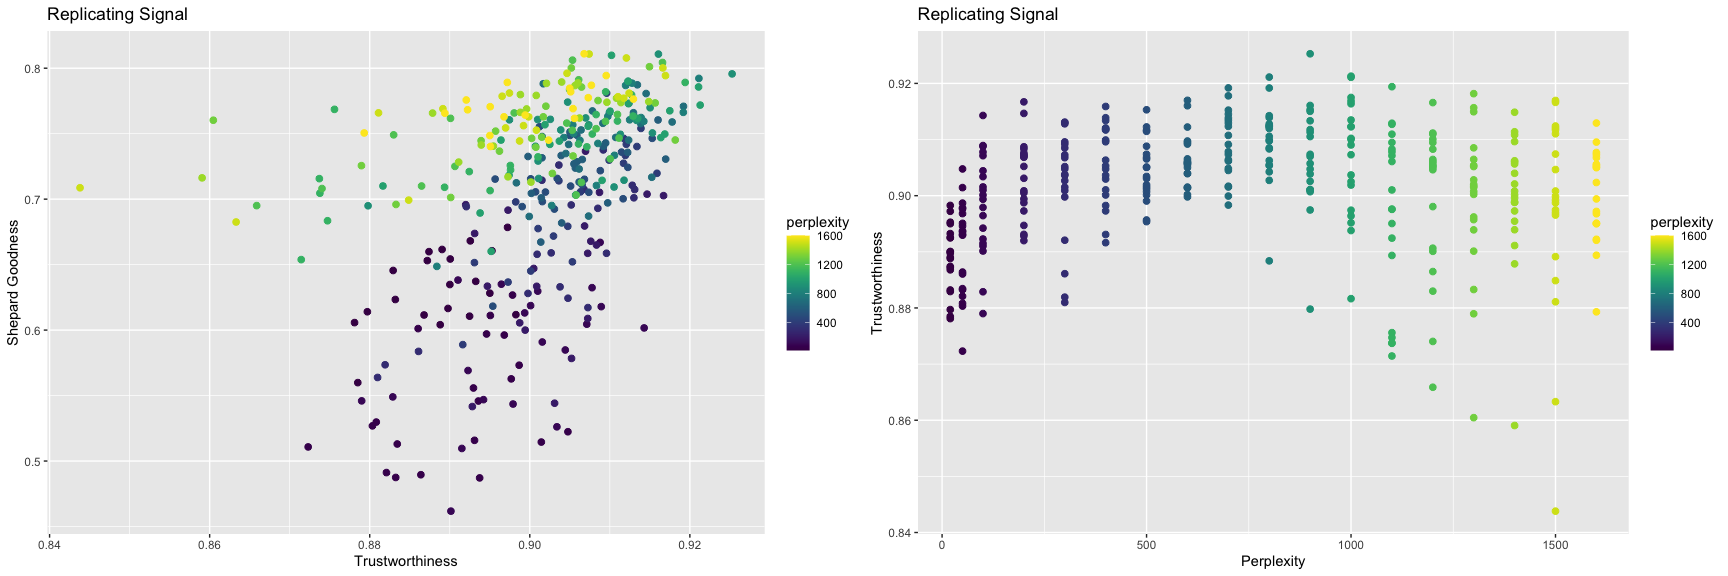 Replicating Signal
Shepard Goodness
0.8
0.7
0.6
0.5
0.84 0.86 0.88 0.90 0.92
Trustworthiness
perplexity
1600
1200
800
400
Replicating Signal
Trustworthiness
0.92
0.90
0.88
0.86
0.84
0 500 1000 1500
Perplexity
perplexity
1600
1200
800
400